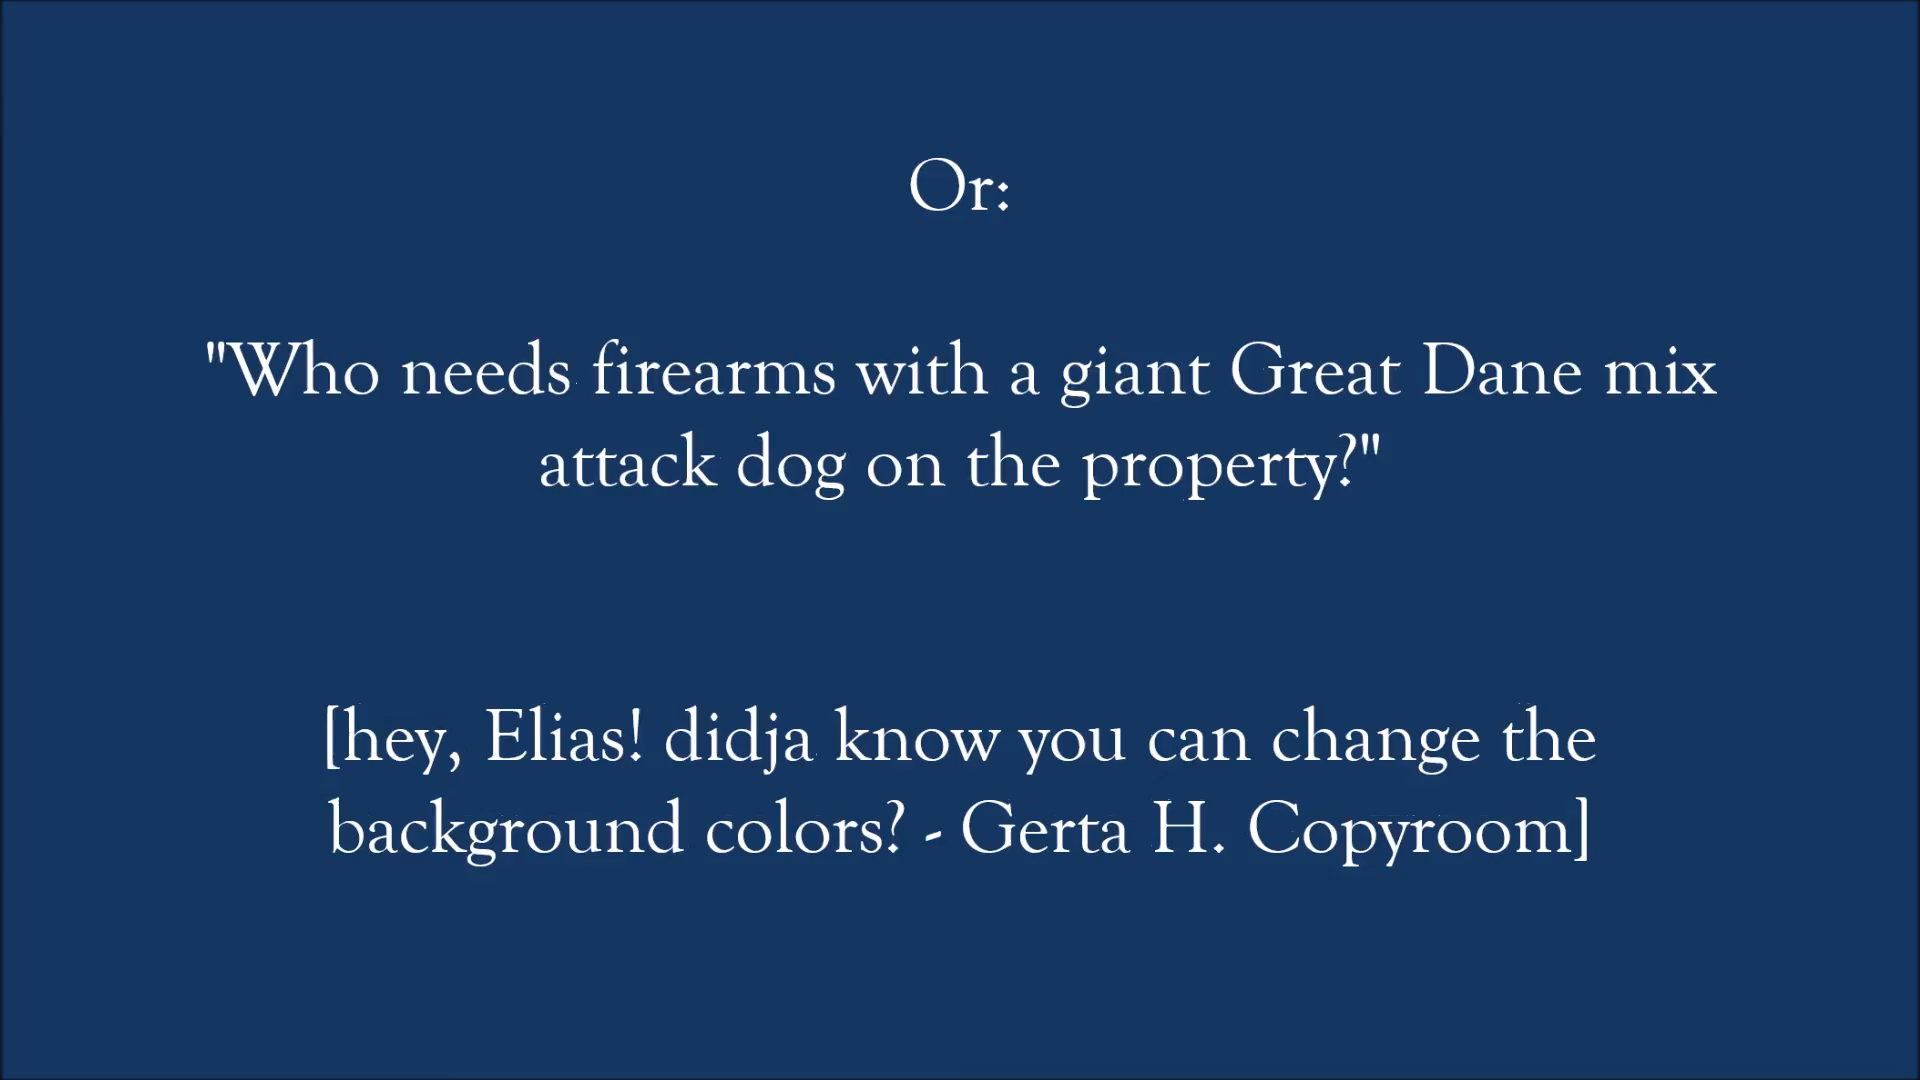 Or:
"Who needs firearms with a giant Great Dane mix
attack dog on the property?"
[hey, Elias! didja know you can change the
background colors? - Gerta H. Copyroom]